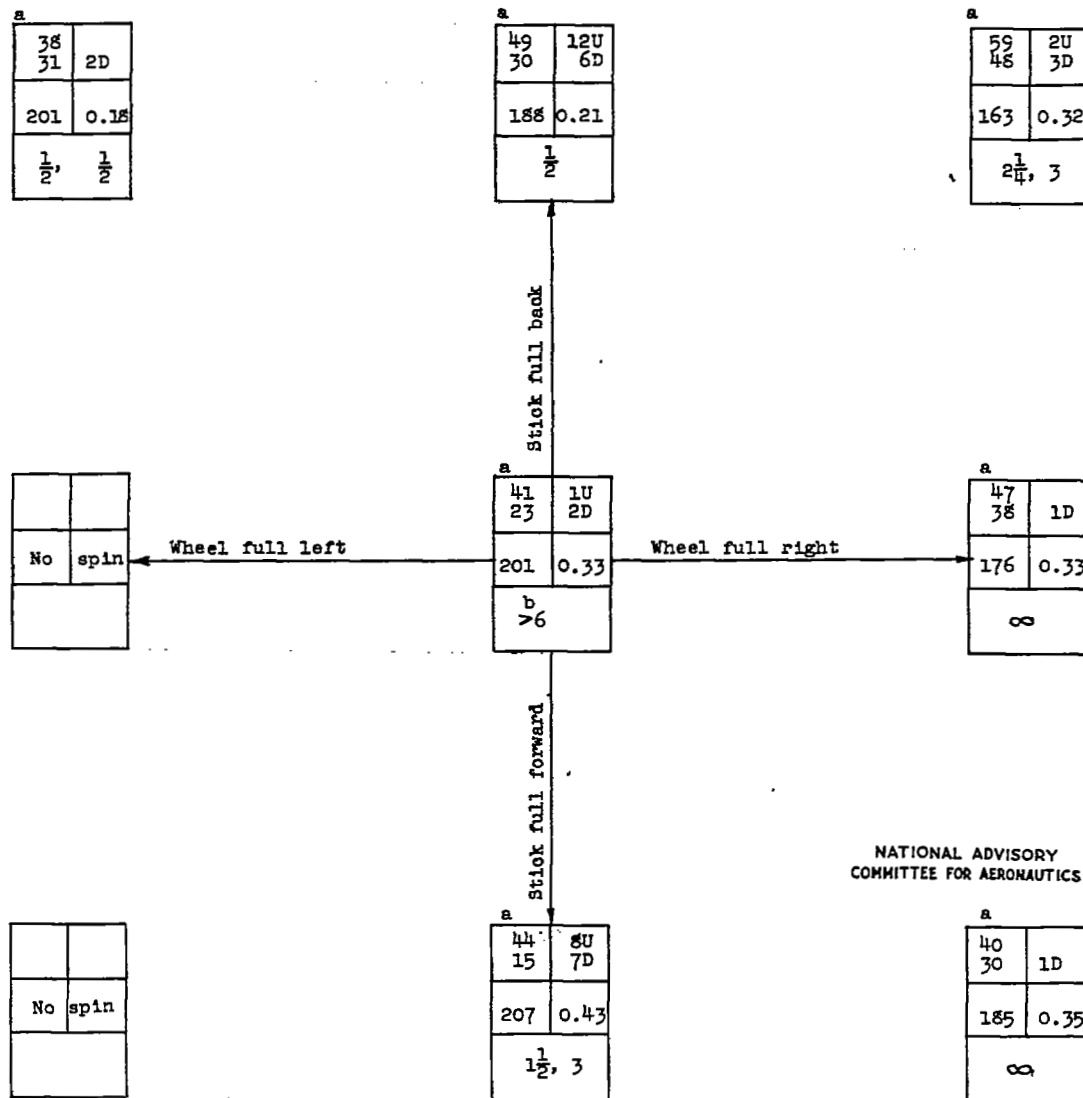 a a a
38 49 12U 59 2U
31 2D 30 6D 48 3D
201 0.18 188 0.21 163 0.32
1/2, 1/2 1/2 2 1/4, 3
Stick full back
a a
41 1U 47
23 2D 38 1D
No spin Wheel full left 201 0.33 Wheel full right 176 0.33
b
>6 ∞
Stick full forward
NATIONAL ADVISORY
COMMITTEE FOR AERONAUTICS
a a
44 8U 40
15 7D 30 1D
No spin 207 0.43 185 0.35
1 1/2, 3 ∞